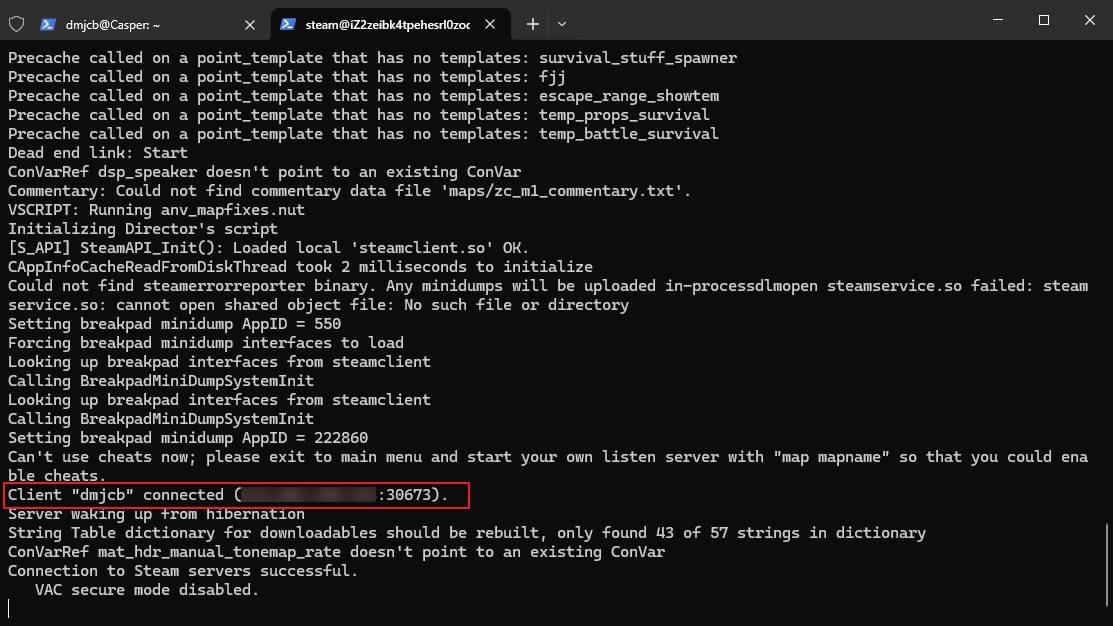 dmjcb@Casper: ~
steam@iZ2zeibk4tpehesrl0zoc
Precache called on a point_template that has no templates: survival_stuff_spawner
Precache called on a point_template that has no templates: fjj
Precache called on a point_template that has no templates: escape_range_showtem
Precache called on a point_template that has no templates: temp_props_survival
Precache called on a point_template that has no templates: temp_battle_survival
Dead end link: Start
ConVarRef dsp_speaker doesn't point to an existing ConVar
Commentary: Could not find commentary data file 'maps/zc_m1_commentary.txt'.
VSCRIPT: Running anv_mapfixes.nut
Initializing Director's script
[S_API] SteamAPI_Init(): Loaded local 'steamclient.so' OK.
CAppInfoCacheReadFromDiskThread took 2 milliseconds to initialize
Could not find steamerrorreporter binary. Any minidumps will be uploaded in-processdlmopen steamservice.so failed: steam
service.so: cannot open shared object file: No such file or directory
Setting breakpad minidump AppID = 550
Forcing breakpad minidump interfaces to load
Looking up breakpad interfaces from steamclient
Calling BreakpadMiniDumpSystemInit
Looking up breakpad interfaces from steamclient
Calling BreakpadMiniDumpSystemInit
Setting breakpad minidump AppID = 222860
Can't use cheats now; please exit to main menu and start your own listen server with "map mapname" so that you could ena
ble cheats.
Client "dmjcb" connected (:30673).
Server waking up from hibernation
String Table dictionary for downloadables should be rebuilt, only found 43 of 57 strings in dictionary
ConVarRef mat_hdr_manual_tonemap_rate doesn't point to an existing ConVar
Connection to Steam servers successful.
VAC secure mode disabled.